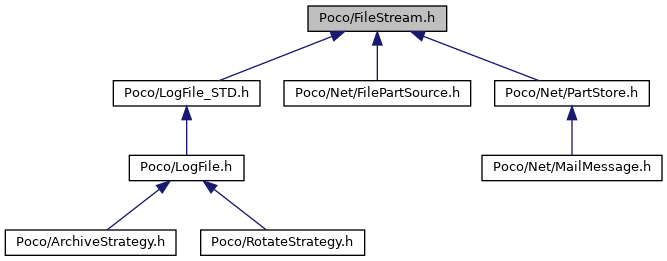 Poco/FileStream.h
Poco/LogFile_STD.h
Poco/Net/FilePartSource.h
Poco/Net/PartStore.h
Poco/LogFile.h
Poco/Net/MailMessage.h
Poco/ArchiveStrategy.h
Poco/RotateStrategy.h